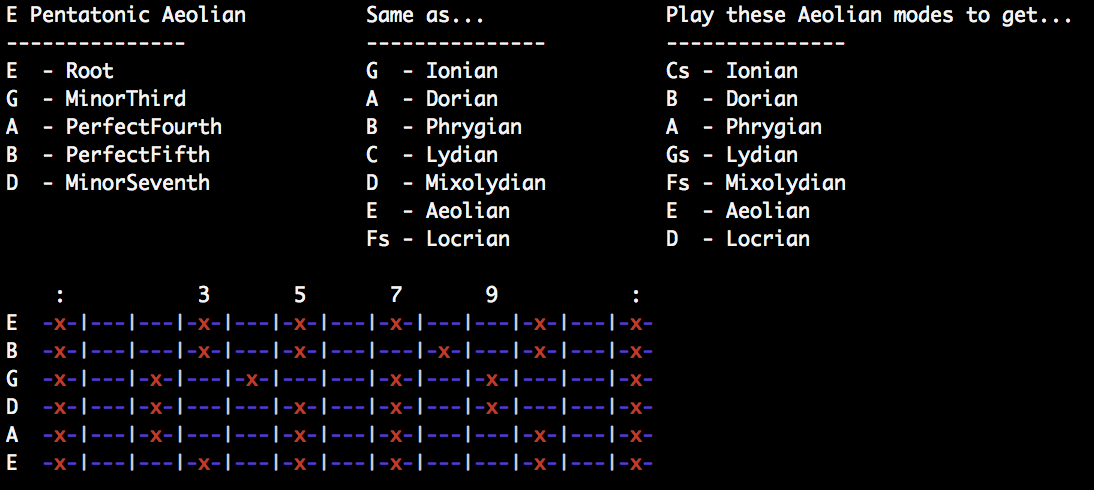 E Pentatonic Aeolian          Same as...               Play these Aeolian modes to get...
---------------               ---------------          ---------------
E  - Root                     G  - Ionian              Cs - Ionian
G  - MinorThird               A  - Dorian              B  - Dorian
A  - PerfectFourth            B  - Phrygian            A  - Phrygian
B  - PerfectFifth             C  - Lydian              Gs - Lydian
D  - MinorSeventh             D  - Mixolydian          Fs - Mixolydian
                              E  - Aeolian             E  - Aeolian
                              Fs - Locrian             D  - Locrian
    :           3       5       7       9           :
E  -x-|---|---|-x-|---|-x-|---|-x-|---|---|-x-|---|-x-
B  -x-|---|---|-x-|---|-x-|---|---|-x-|---|-x-|---|-x-
G  -x-|---|-x-|---|-x-|---|---|-x-|---|-x-|---|---|-x-
D  -x-|---|-x-|---|---|-x-|---|-x-|---|-x-|---|---|-x-
A  -x-|---|-x-|---|---|-x-|---|-x-|---|---|-x-|---|-x-
E  -x-|---|---|-x-|---|-x-|---|-x-|---|---|-x-|---|-x-